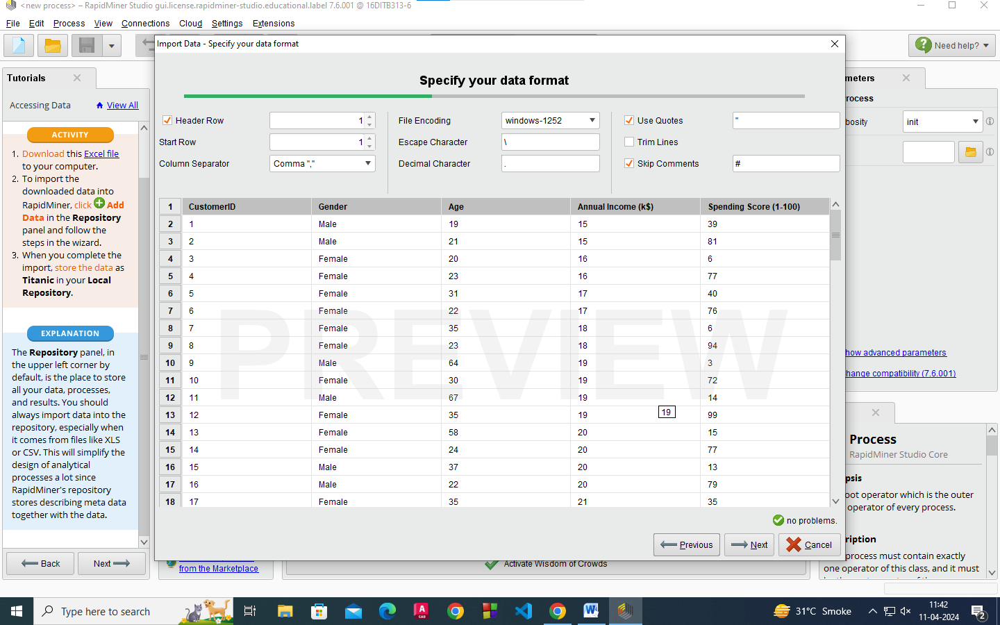 <new process> – RapidMiner Studio gui.license.rapidminer-studio.educational.label 7.6.001 @ 16DITB313-6
File Edit Process View Connections Cloud Settings Extensions
Need help?
Import Data - Specify your data format
Specify your data format
Tutorials
Accessing Data View All
ACTIVITY
1. Download this Excel file
to your computer.
2. To import the
downloaded data into
RapidMiner, click Add
Data in the Repository
panel and follow the
steps in the wizard.
3. When you complete the
import, store the data as
Titanic in your Local
Repository.
EXPLANATION
The Repository panel, in
the upper left corner by
default, is the place to store
all your data, processes,
and results. You should
always import data into the
repository, especially when
it comes from files like XLS
or CSV. This will simplify the
design of analytical
processes a lot since
RapidMiner's repository
stores describing meta data
together with the data.
Back Next
Header Row 1 File Encoding windows-1252 Use Quotes "
Start Row 1 Escape Character \ Trim Lines
Column Separator Comma "," Decimal Character . Skip Comments #
1 CustomerID Gender Age Annual Income (k$) Spending Score (1-100)
2 1 Male 19 15 39
3 2 Male 21 15 81
4 3 Female 20 16 6
5 4 Female 23 16 77
6 5 Female 31 17 40
7 6 Female 22 17 76
8 7 Female 35 18 6
9 8 Female 23 18 94
10 9 Male 64 19 3
11 10 Female 30 19 72
12 11 Male 67 19 14
13 12 Female 35 19 99
19
14 13 Female 58 20 15
15 14 Female 24 20 77
16 15 Male 37 20 13
17 16 Male 22 20 79
18 17 Female 35 21 35
PREVIEW
no problems.
Previous Next Cancel
from the Marketplace
Activate Wisdom of Crowds
meters
rocess
bosity init
how advanced parameters
hange compatibility (7.6.001)
Process
RapidMiner Studio Core
psis
oot operator which is the outer
operator of every process.
ription
process must contain exactly
one operator of this class, and it must
Type here to search
31°C Smoke
11:42
11-04-2024
2